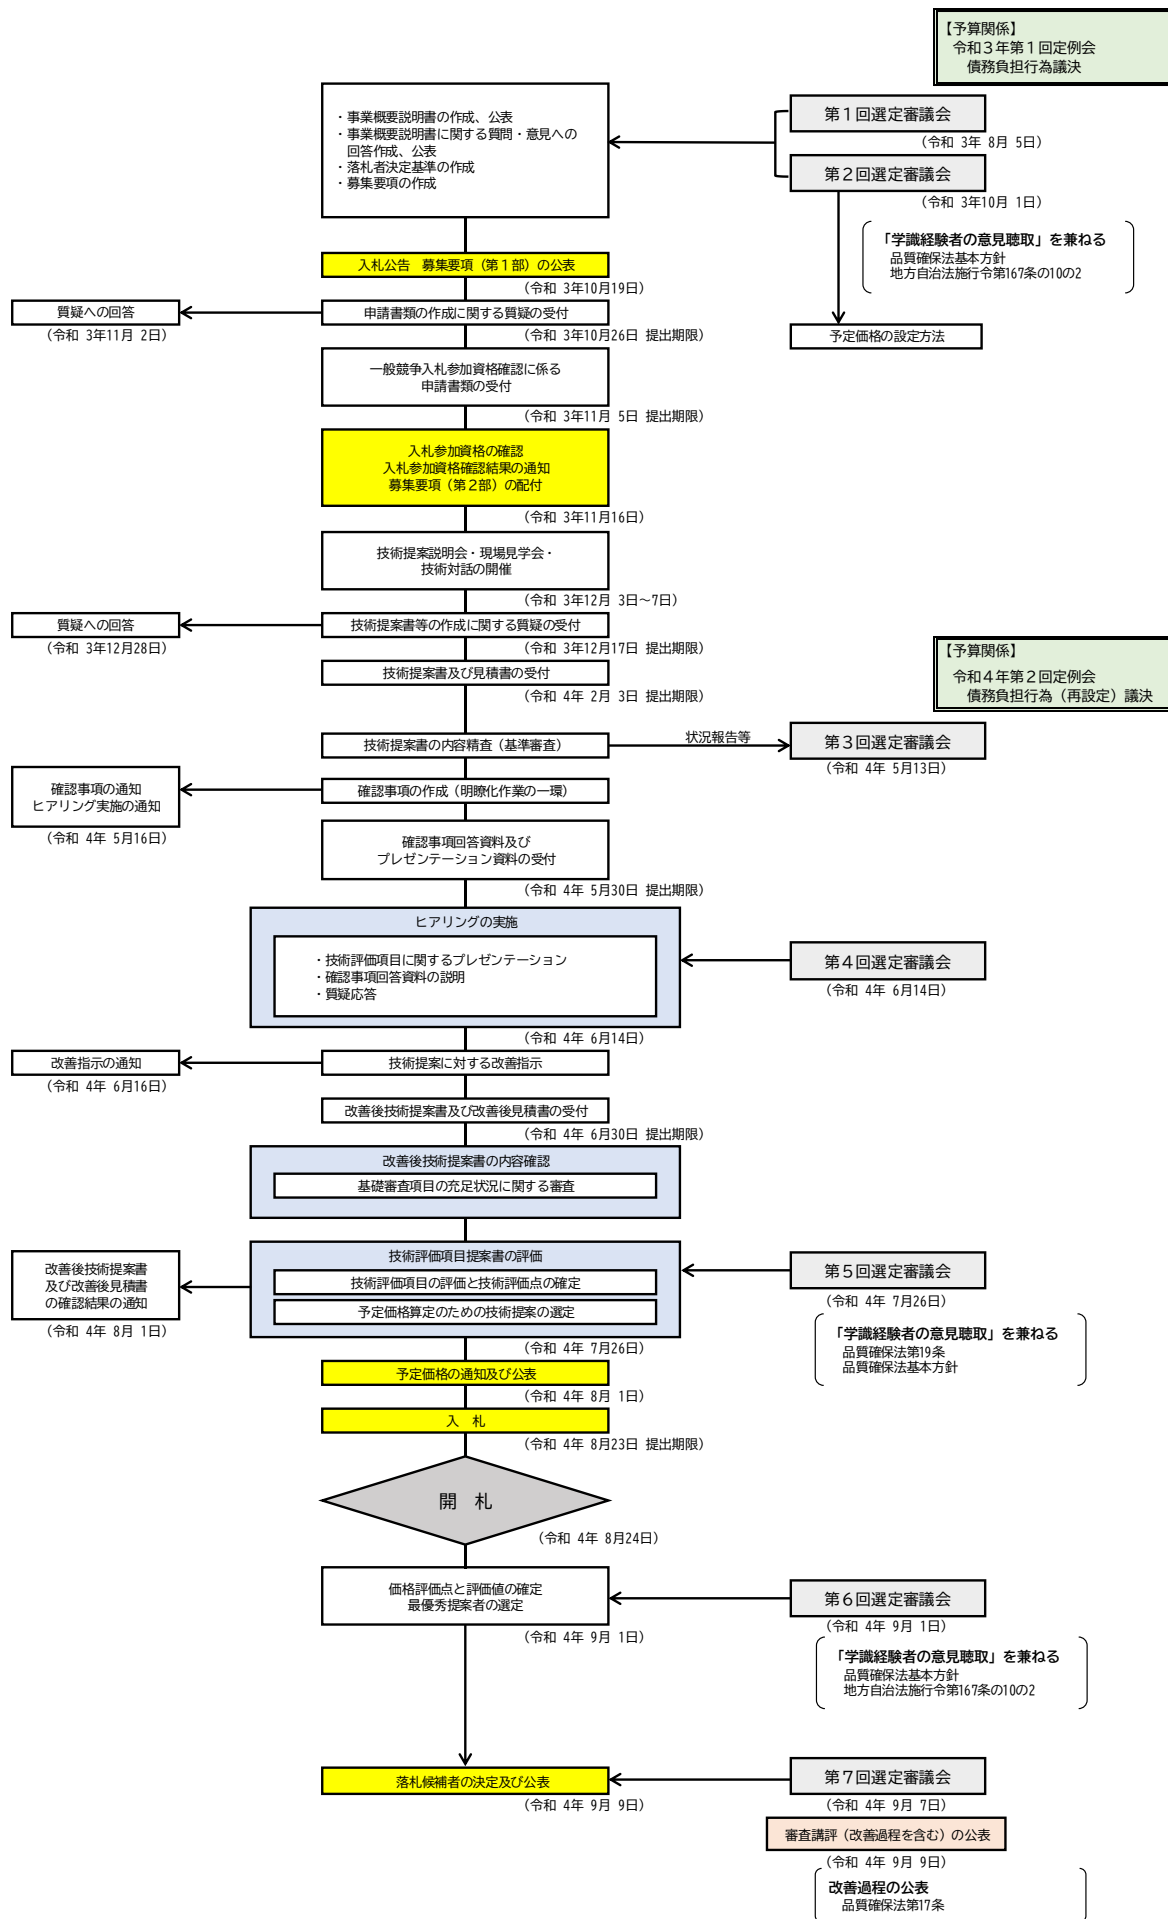 【予算関係】
令和３年第１回定例会
債務負担行為議決
・事業概要説明書の作成、公表
・事業概要説明書に関する質問・意見への
回答作成、公表
・落札者決定基準の作成
・募集要項の作成
第１回選定審議会
（令和 3年 8月 5日）
第２回選定審議会
（令和 3年10月 1日）
「学識経験者の意見聴取」を兼ねる
品質確保法基本方針
地方自治法施行令第167条の10の2
予定価格の設定方法
入札公告　募集要項（第１部）の公表
（令和 3年10月19日）
申請書類の作成に関する質疑の受付
（令和 3年10月26日 提出期限）
質疑への回答
（令和 3年11月 2日）
一般競争入札参加資格確認に係る
申請書類の受付
（令和 3年11月 5日 提出期限）
入札参加資格の確認
入札参加資格確認結果の通知
募集要項（第２部）の配付
（令和 3年11月16日）
技術提案説明会・現場見学会・
技術対話の開催
（令和 3年12月 3日～7日）
技術提案書等の作成に関する質疑の受付
（令和 3年12月17日 提出期限）
質疑への回答
（令和 3年12月28日）
技術提案書及び見積書の受付
（令和 4年 2月 3日 提出期限）
【予算関係】
令和４年第２回定例会
債務負担行為（再設定）議決
技術提案書の内容精査（基準審査）
状況報告等
第３回選定審議会
（令和 4年 5月13日）
確認事項の作成（明瞭化作業の一環）
確認事項の通知
ヒアリング実施の通知
（令和 4年 5月16日）
確認事項回答資料及び
プレゼンテーション資料の受付
（令和 4年 5月30日 提出期限）
ヒアリングの実施
・技術評価項目に関するプレゼンテーション
・確認事項回答資料の説明
・質疑応答
（令和 4年 6月14日）
第４回選定審議会
（令和 4年 6月14日）
技術提案に対する改善指示
改善指示の通知
（令和 4年 6月16日）
改善後技術提案書及び改善後見積書の受付
（令和 4年 6月30日 提出期限）
改善後技術提案書の内容確認
基礎審査項目の充足状況に関する審査
技術評価項目提案書の評価
技術評価項目の評価と技術評価点の確定
予定価格算定のための技術提案の選定
（令和 4年 7月26日）
改善後技術提案書
及び改善後見積書
の確認結果の通知
（令和 4年 8月 1日）
第５回選定審議会
（令和 4年 7月26日）
「学識経験者の意見聴取」を兼ねる
品質確保法第19条
品質確保法基本方針
予定価格の通知及び公表
（令和 4年 8月 1日）
入　札
（令和 4年 8月23日 提出期限）
開　札
（令和 4年 8月24日）
価格評価点と評価値の確定
最優秀提案者の選定
（令和 4年 9月 1日）
第６回選定審議会
（令和 4年 9月 1日）
「学識経験者の意見聴取」を兼ねる
品質確保法基本方針
地方自治法施行令第167条の10の2
落札候補者の決定及び公表
（令和 4年 9月 9日）
第７回選定審議会
（令和 4年 9月 7日）
審査講評（改善過程を含む）の公表
（令和 4年 9月 9日）
改善過程の公表
品質確保法第17条